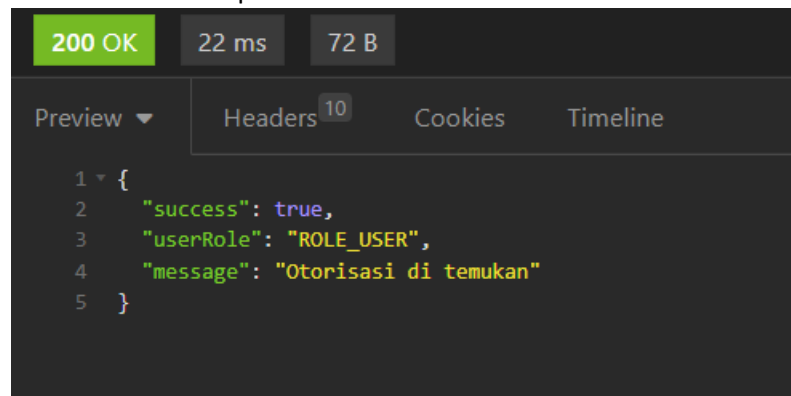 200 OK 22 ms 72 B
Preview Headers 10 Cookies Timeline
1 {
2 "success": true,
3 "userRole": "ROLE_USER",
4 "message": "Otorisasi di temukan"
5 }